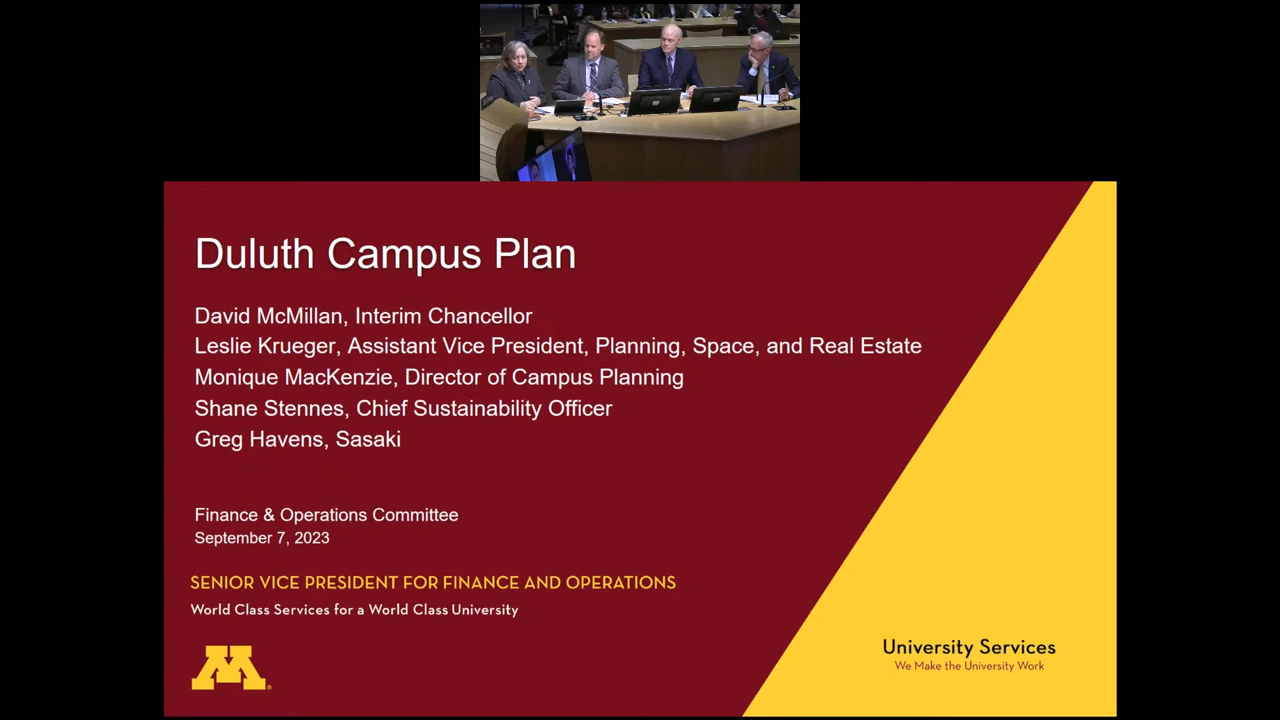 Duluth Campus Plan
David McMillan, Interim Chancellor
Leslie Krueger, Assistant Vice President, Planning, Space, and Real Estate
Monique MacKenzie, Director of Campus Planning
Shane Stennes, Chief Sustainability Officer
Greg Havens, Sasaki
Finance & Operations Committee
September 7, 2023
SENIOR VICE PRESIDENT FOR FINANCE AND OPERATIONS
World Class Services for a World Class University
M
University Services
We Make the University Work